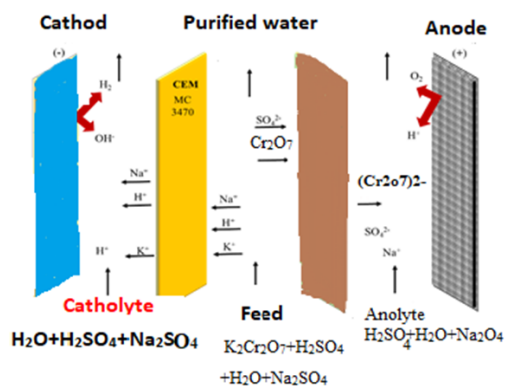 Cathod
Purified water
Anode
(-)
(+)
H₂
OH⁻
CEM
MC
3470
SO₄²⁻
Cr2O7
O₂
H⁺
Na⁺
H⁺
Na⁺
H⁺
K⁺
H⁺
K⁺
(Cr2o7)2-
SO₄²⁻
Na⁺
Catholyte
Feed
Anolyte
H2O+H2SO4+Na2SO4
K2Cr2O7+H2SO4
+H2O+Na2SO4
H2SO4+H2O+Na2O4